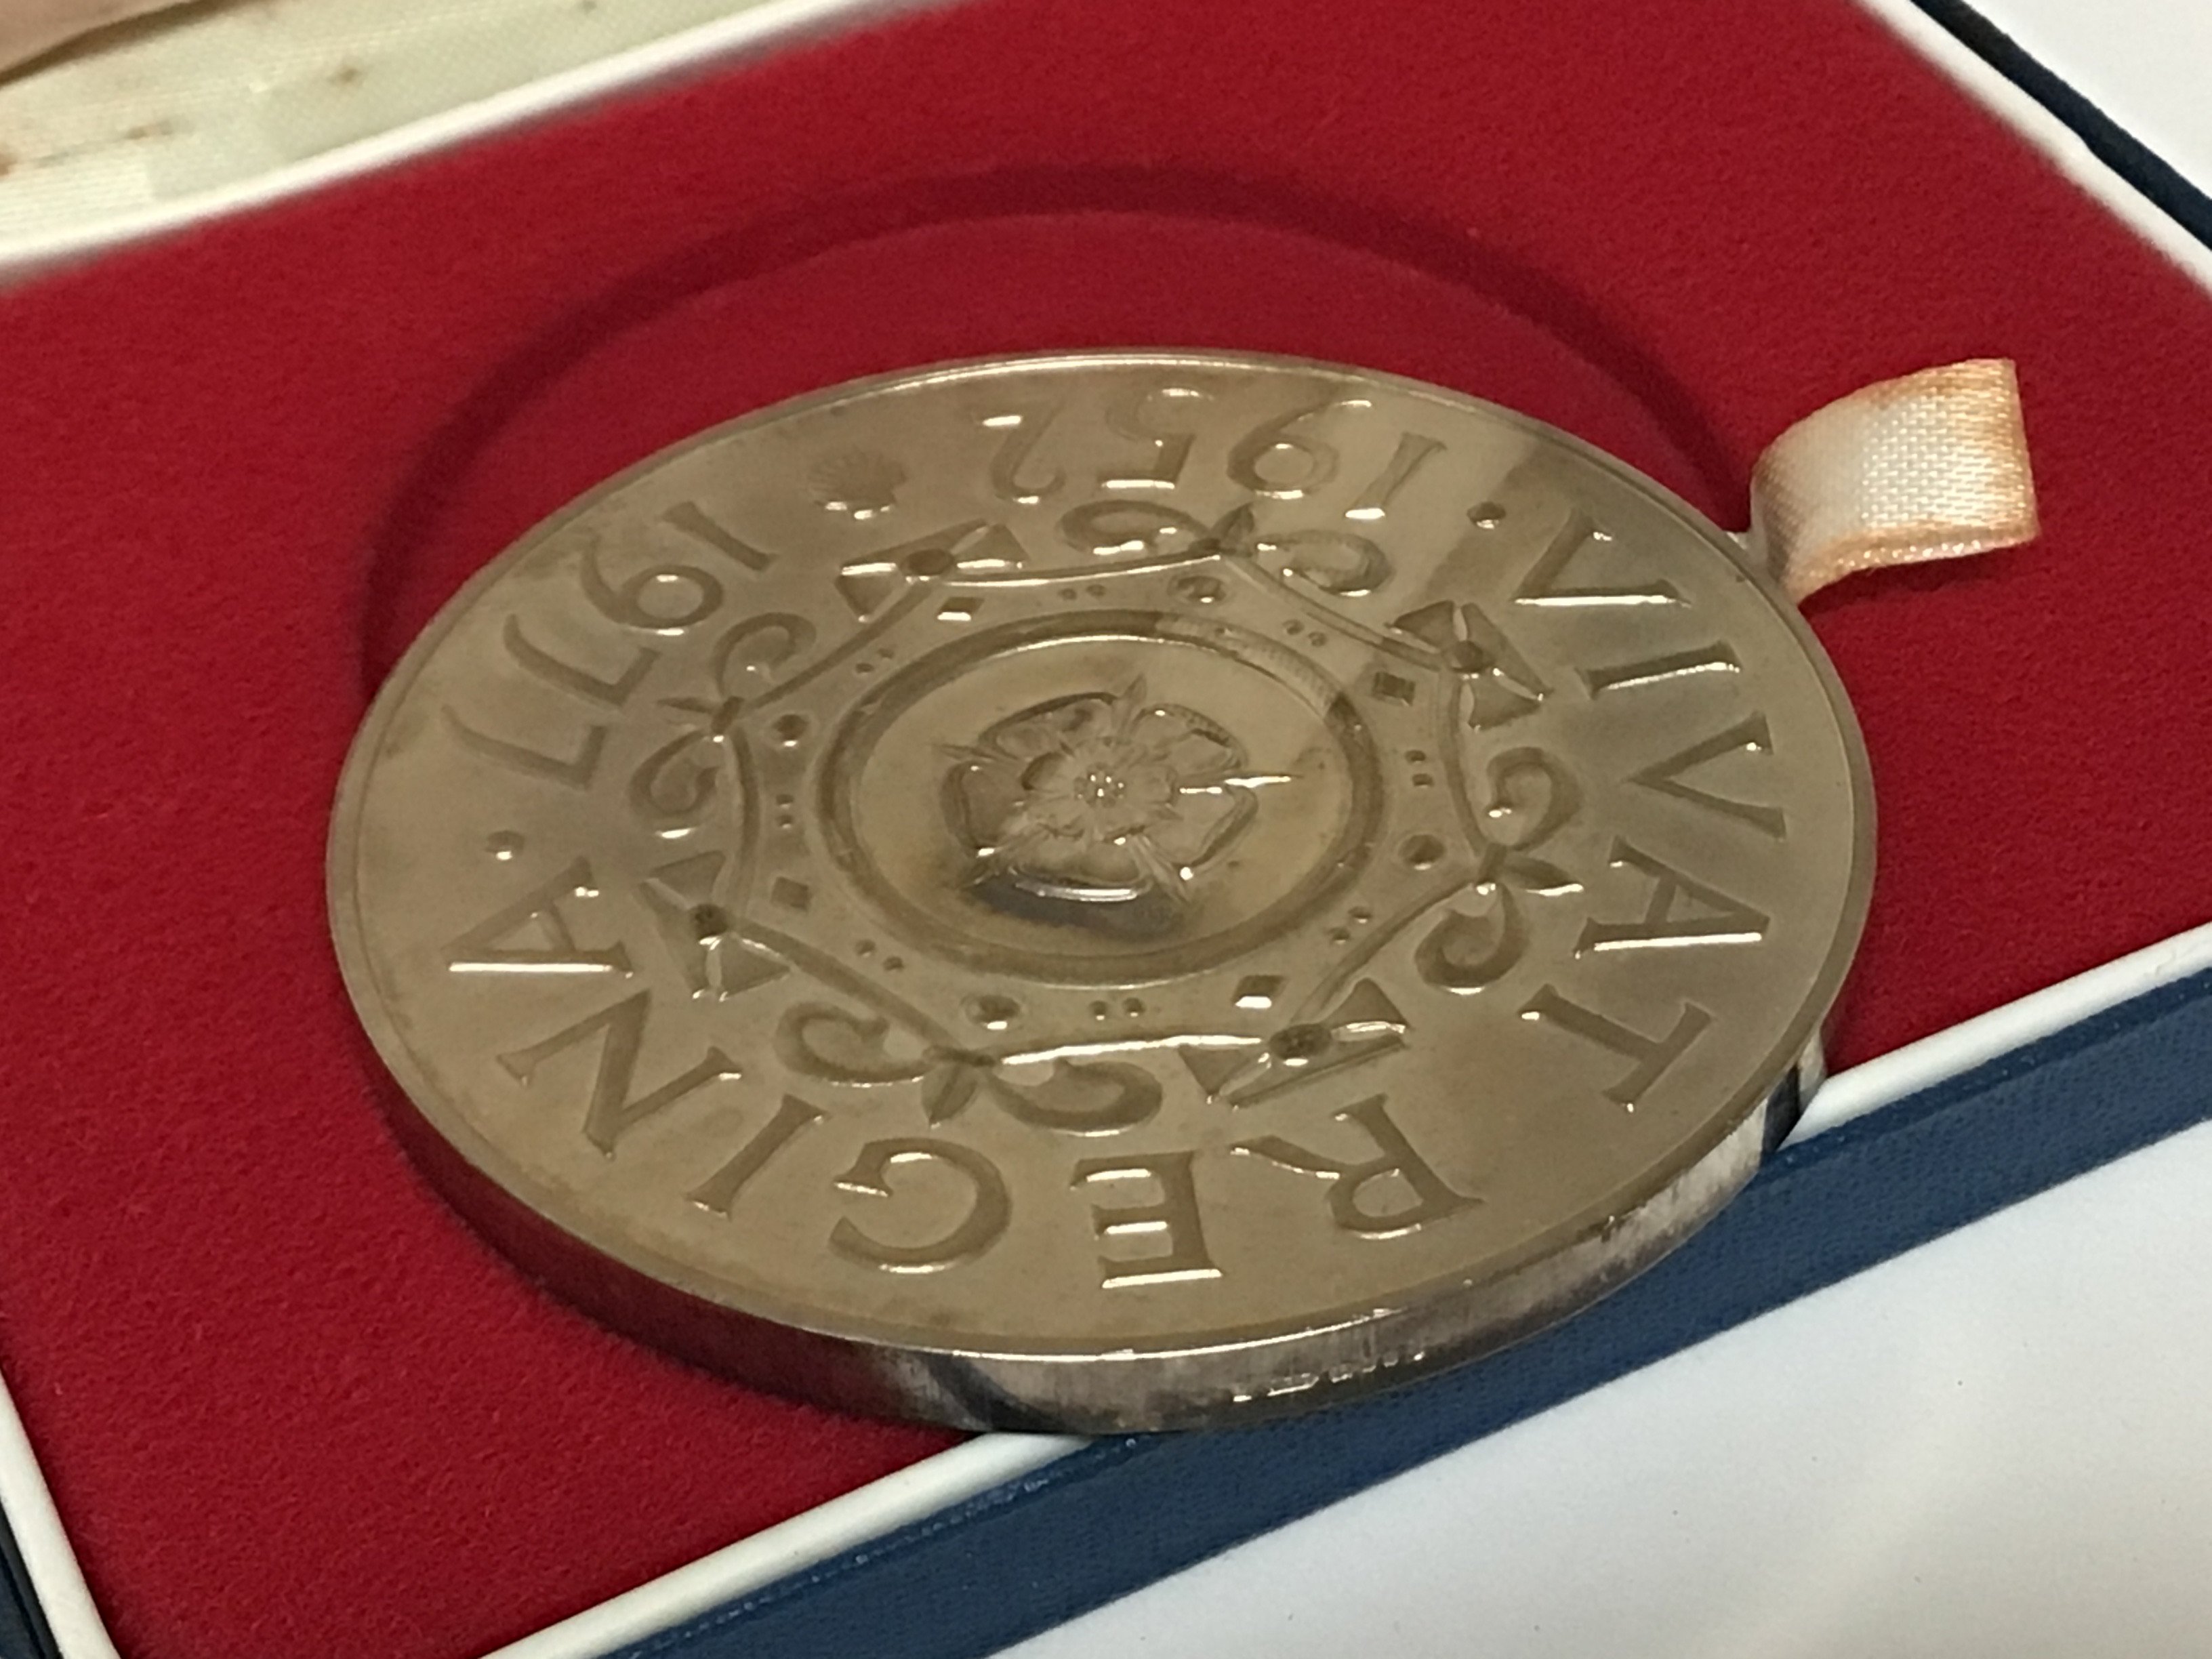 VIVAT REGINA · 1977 1952 ·